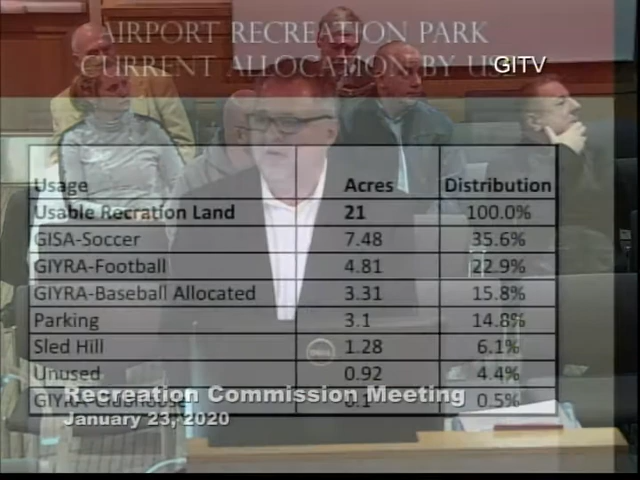 AIRPORT RECREATION PARK
CURRENT ALLOCATION BY
GITV
Usage Acres Distribution
Usable Recration Land 21 100.0%
GISA-Soccer 7.48 35.6%
GIYRA-Football 4.81 22.9%
GIYRA-Baseball Allocated 3.31 15.8%
Parking 3.1 14.8%
Sled Hill 1.28 6.1%
Unused 0.92 4.4%
0.5%
Recreation Commission Meeting
January 23, 2020
DELL